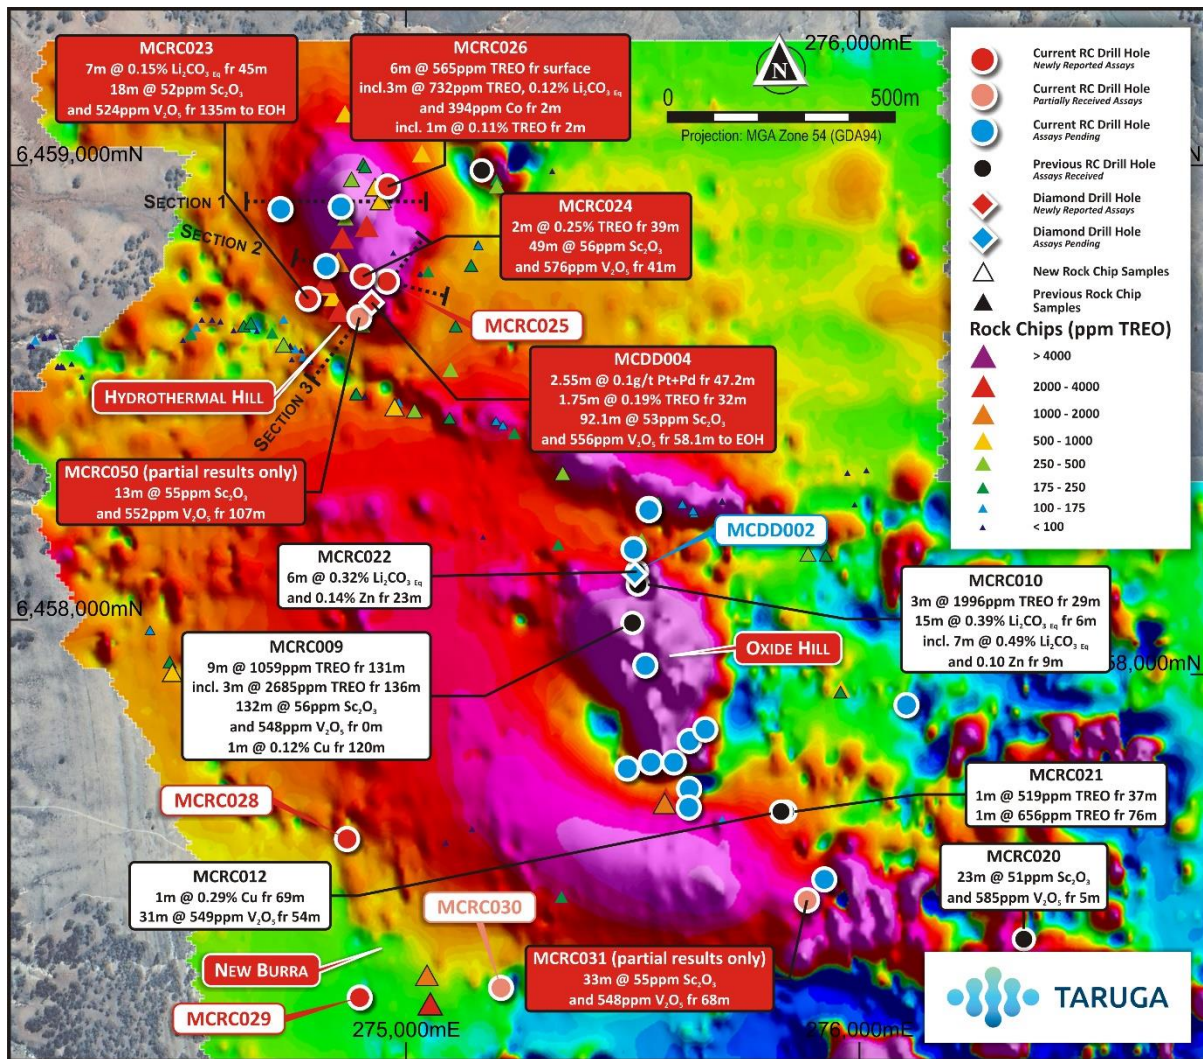 MCRC023
7m @ 0.15% Li₂CO₃ Eq fr 45m
18m @ 52ppm Sc₂O₃
and 524ppm V₂O₅ fr 135m to EOH
MCRC026
6m @ 565ppm TREO fr surface
incl.3m @ 732ppm TREO, 0.12% Li₂CO₃ Eq
and 394ppm Co fr 2m
incl. 1m @ 0.11% TREO fr 2m
276,000mE
N
0 500m
Projection: MGA Zone 54 (GDA94)
6,459,000mN
SECTION 1
SECTION 2
SECTION 3
MCRC024
2m @ 0.25% TREO fr 39m
49m @ 56ppm Sc₂O₃
and 576ppm V₂O₅ fr 41m
MCRC025
HYDROTHERMAL HILL
MCDD004
2.55m @ 0.1g/t Pt+Pd fr 47.2m
1.75m @ 0.19% TREO fr 32m
92.1m @ 53ppm Sc₂O₃
and 556ppm V₂O₅ fr 58.1m to EOH
MCRC050 (partial results only)
13m @ 55ppm Sc₂O₃
and 552ppm V₂O₅ fr 107m
Current RC Drill Hole
Newly Reported Assays
Current RC Drill Hole
Partially Received Assays
Current RC Drill Hole
Assays Pending
Previous RC Drill Hole
Assays Received
Diamond Drill Hole
Newly Reported Assays
Diamond Drill Hole
Assays Pending
New Rock Chip Samples
Previous Rock Chip
Samples
Rock Chips (ppm TREO)
> 4000
2000 - 4000
1000 - 2000
500 - 1000
250 - 500
175 - 250
100 - 175
< 100
MCDD002
MCRC022
6m @ 0.32% Li₂CO₃ Eq
and 0.14% Zn fr 23m
MCRC010
3m @ 1996ppm TREO fr 29m
15m @ 0.39% Li₂CO₃ Eq fr 6m
incl. 7m @ 0.49% Li₂CO₃ Eq
and 0.10 Zn fr 9m
6,458,000mN
58,000mN
MCRC009
9m @ 1059ppm TREO fr 131m
incl. 3m @ 2685ppm TREO fr 136m
132m @ 56ppm Sc₂O₃
and 548ppm V₂O₅ fr 0m
1m @ 0.12% Cu fr 120m
OXIDE HILL
MCRC028
MCRC021
1m @ 519ppm TREO fr 37m
1m @ 656ppm TREO fr 76m
MCRC012
1m @ 0.29% Cu fr 69m
31m @ 549ppm V₂O₅ fr 54m
MCRC020
23m @ 51ppm Sc₂O₃
and 585ppm V₂O₅ fr 5m
MCRC030
NEW BURRA
MCRC031 (partial results only)
33m @ 55ppm Sc₂O₃
and 548ppm V₂O₅ fr 68m
MCRC029
275,000mE
276,000mE
TARUGA